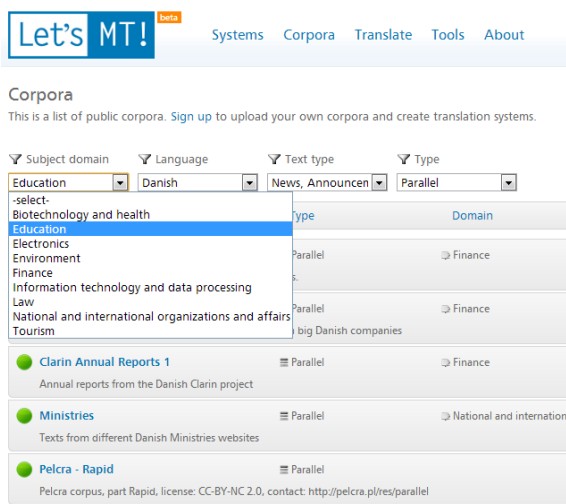 Let's MT! beta
Systems Corpora Translate Tools About
Corpora
This is a list of public corpora. Sign up to upload your own corpora and create translation systems.
Subject domain Language Text type Type
Education Danish News, Announcen Parallel
-select-
Biotechnology and health
Education
Electronics
Environment
Finance
Information technology and data processing
Law
National and international organizations and affairs
Tourism
Type Domain
Parallel Finance
s.
Parallel Finance
big Danish companies
Clarin Annual Reports 1 Parallel Finance
Annual reports from the Danish Clarin project
Ministries Parallel National and internation
Texts from different Danish Ministries websites
Pelcra - Rapid Parallel
Pelcra corpus, part Rapid, license: CC-BY-NC 2.0, contact: http://pelcra.pl/res/parallel